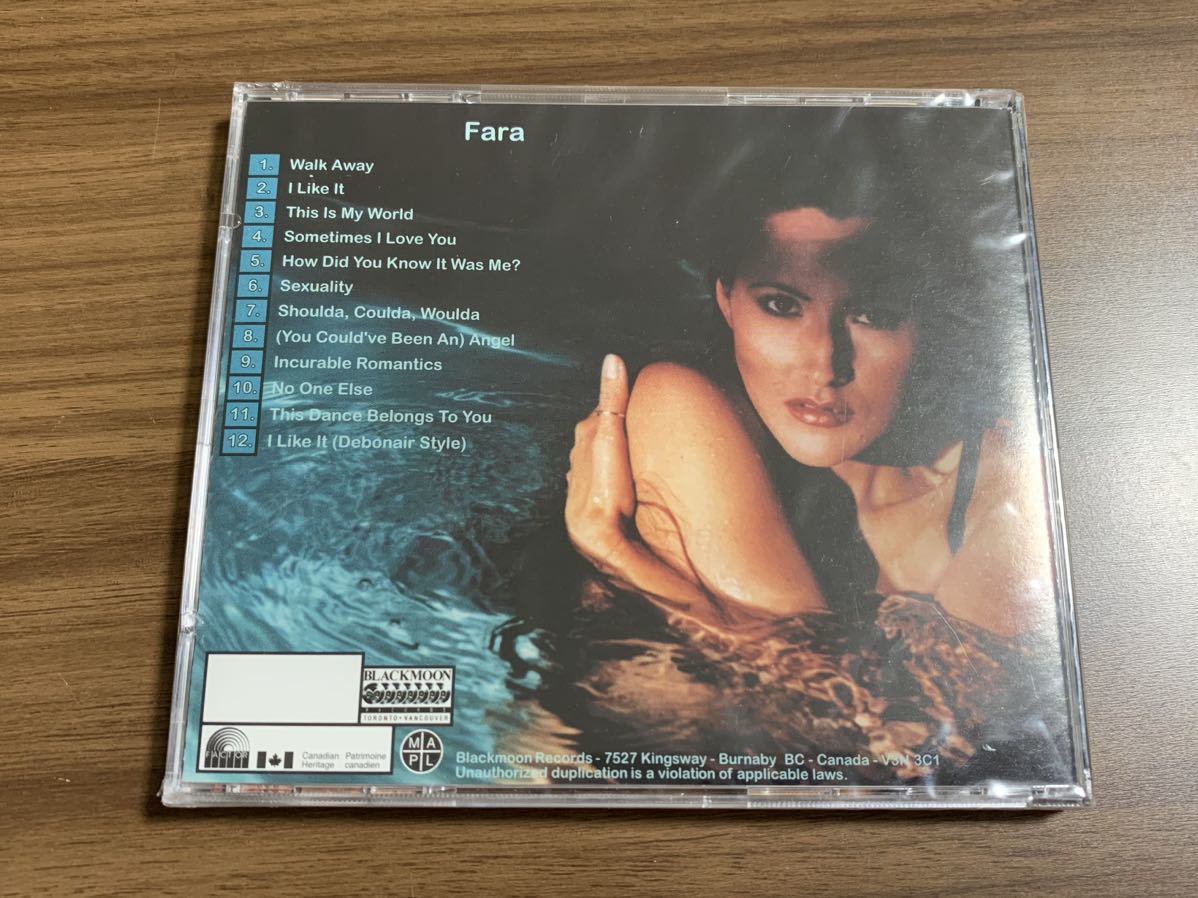 Fara
1. Walk Away
2. I Like It
3. This Is My World
4. Sometimes I Love You
5. How Did You Know It Was Me?
6. Sexuality
7. Shoulda, Coulda, Woulda
8. (You Could've Been An) Angel
9. Incurable Romantics
10. No One Else
11. This Dance Belongs To You
12. I Like It (Debonair Style)
BLACKMOON
RECORDS
TORONTO • VANCOUVER
FACTOR
Canadian Patrimoine
Heritage canadien
M A
P L
Blackmoon Records - 7527 Kingsway - Burnaby BC - Canada - V3N 3C1
Unauthorized duplication is a violation of applicable laws.